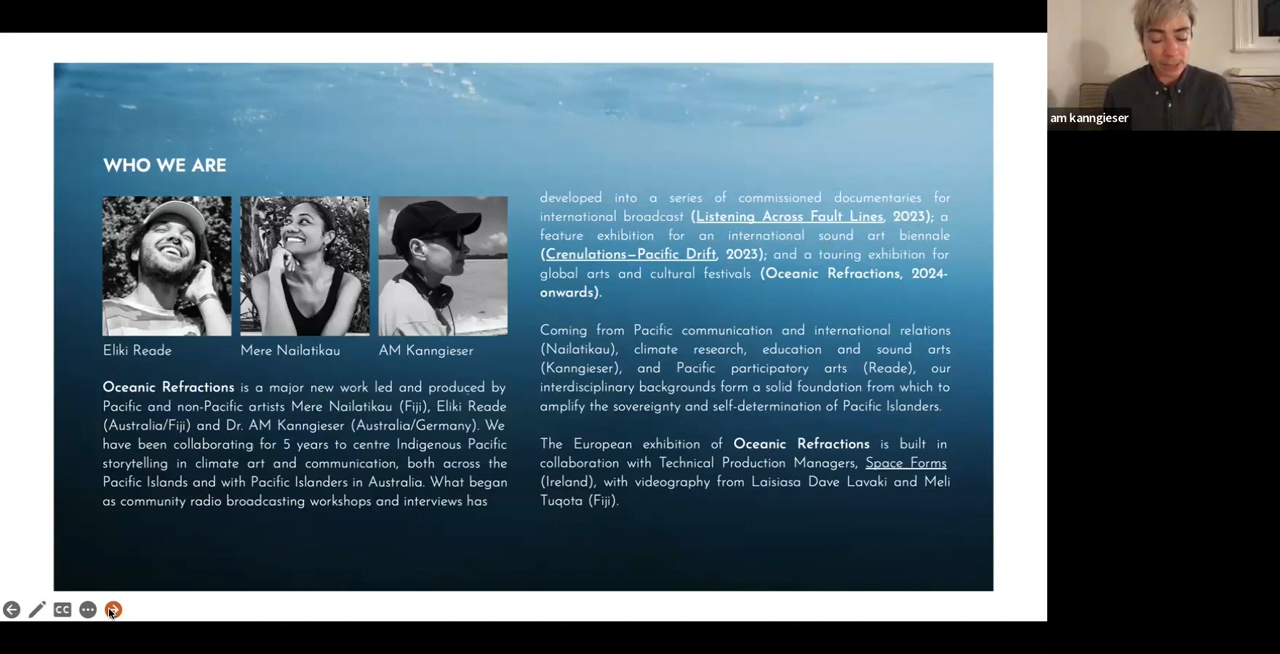 WHO WE ARE
Eliki Reade
Mere Nailatikau
AM Kanngieser
Oceanic Refractions is a major new work led and produced by
Pacific and non-Pacific artists Mere Nailatikau (Fiji), Eliki Reade
(Australia/Fiji) and Dr. AM Kanngieser (Australia/Germany). We
have been collaborating for 5 years to centre Indigenous Pacific
storytelling in climate art and communication, both across the
Pacific Islands and with Pacific Islanders in Australia. What began
as community radio broadcasting workshops and interviews has
developed into a series of commissioned documentaries for
international broadcast (Listening Across Fault Lines, 2023); a
feature exhibition for an international sound art biennale
(Crenulations–Pacific Drift, 2023); and a touring exhibition for
global arts and cultural festivals (Oceanic Refractions, 2024-
onwards).
Coming from Pacific communication and international relations
(Nailatikau), climate research, education and sound arts
(Kanngieser), and Pacific participatory arts (Reade), our
interdisciplinary backgrounds form a solid foundation from which to
amplify the sovereignty and self-determination of Pacific Islanders.
The European exhibition of Oceanic Refractions is built in
collaboration with Technical Production Managers, Space Forms
(Ireland), with videography from Laisiasa Dave Lavaki and Meli
Tuqota (Fiji).
am kanngieser
CC